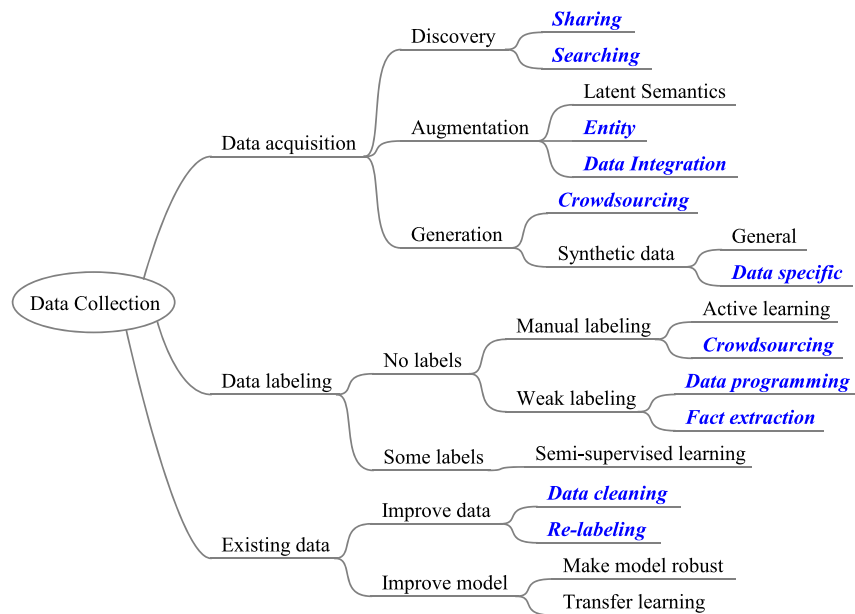 Sharing
Discovery
Searching
Latent Semantics
Augmentation
Entity
Data acquisition
Data Integration
Crowdsourcing
Generation
General
Synthetic data
Data specific
Data Collection
Active learning
Manual labeling
Crowdsourcing
No labels
Data programming
Data labeling
Weak labeling
Fact extraction
Semi-supervised learning
Some labels
Data cleaning
Improve data
Re-labeling
Existing data
Make model robust
Improve model
Transfer learning